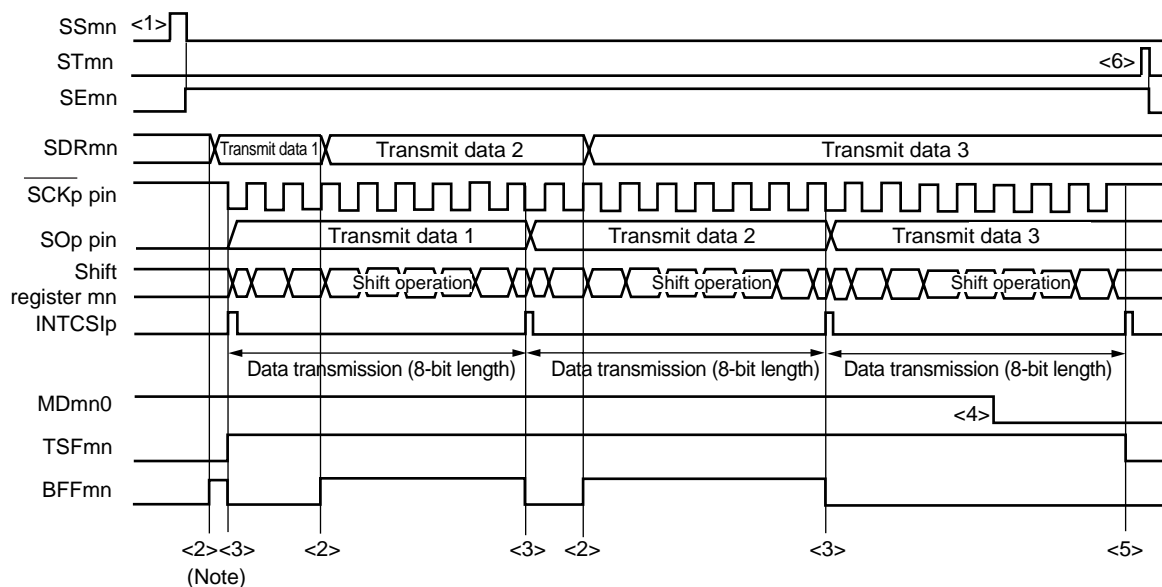 SSmn <1>
STmn <6>
SEmn
SDRmn Transmit data 1 Transmit data 2 Transmit data 3
SCKp pin
SOp pin Transmit data 1 Transmit data 2 Transmit data 3
Shift
register mn Shift operation Shift operation Shift operation
INTCSIp
Data transmission (8-bit length) Data transmission (8-bit length) Data transmission (8-bit length)
MDmn0 <4>
TSFmn
BFFmn
<2> <3> <2> <3> <2> <3> <5>
(Note)